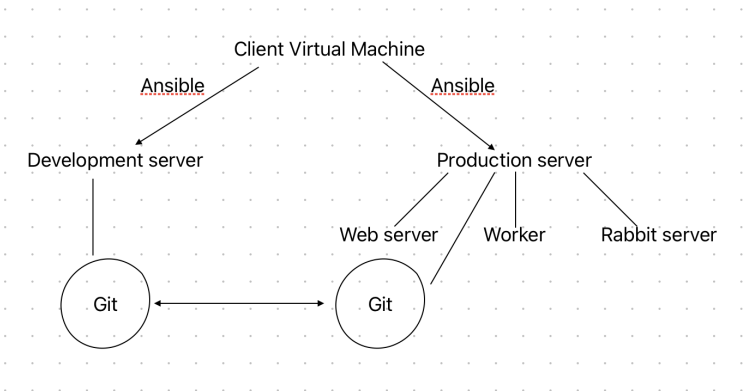 Client Virtual Machine
Ansible
Ansible
Development server
Production server
Web server
Worker
Rabbit server
Git
Git